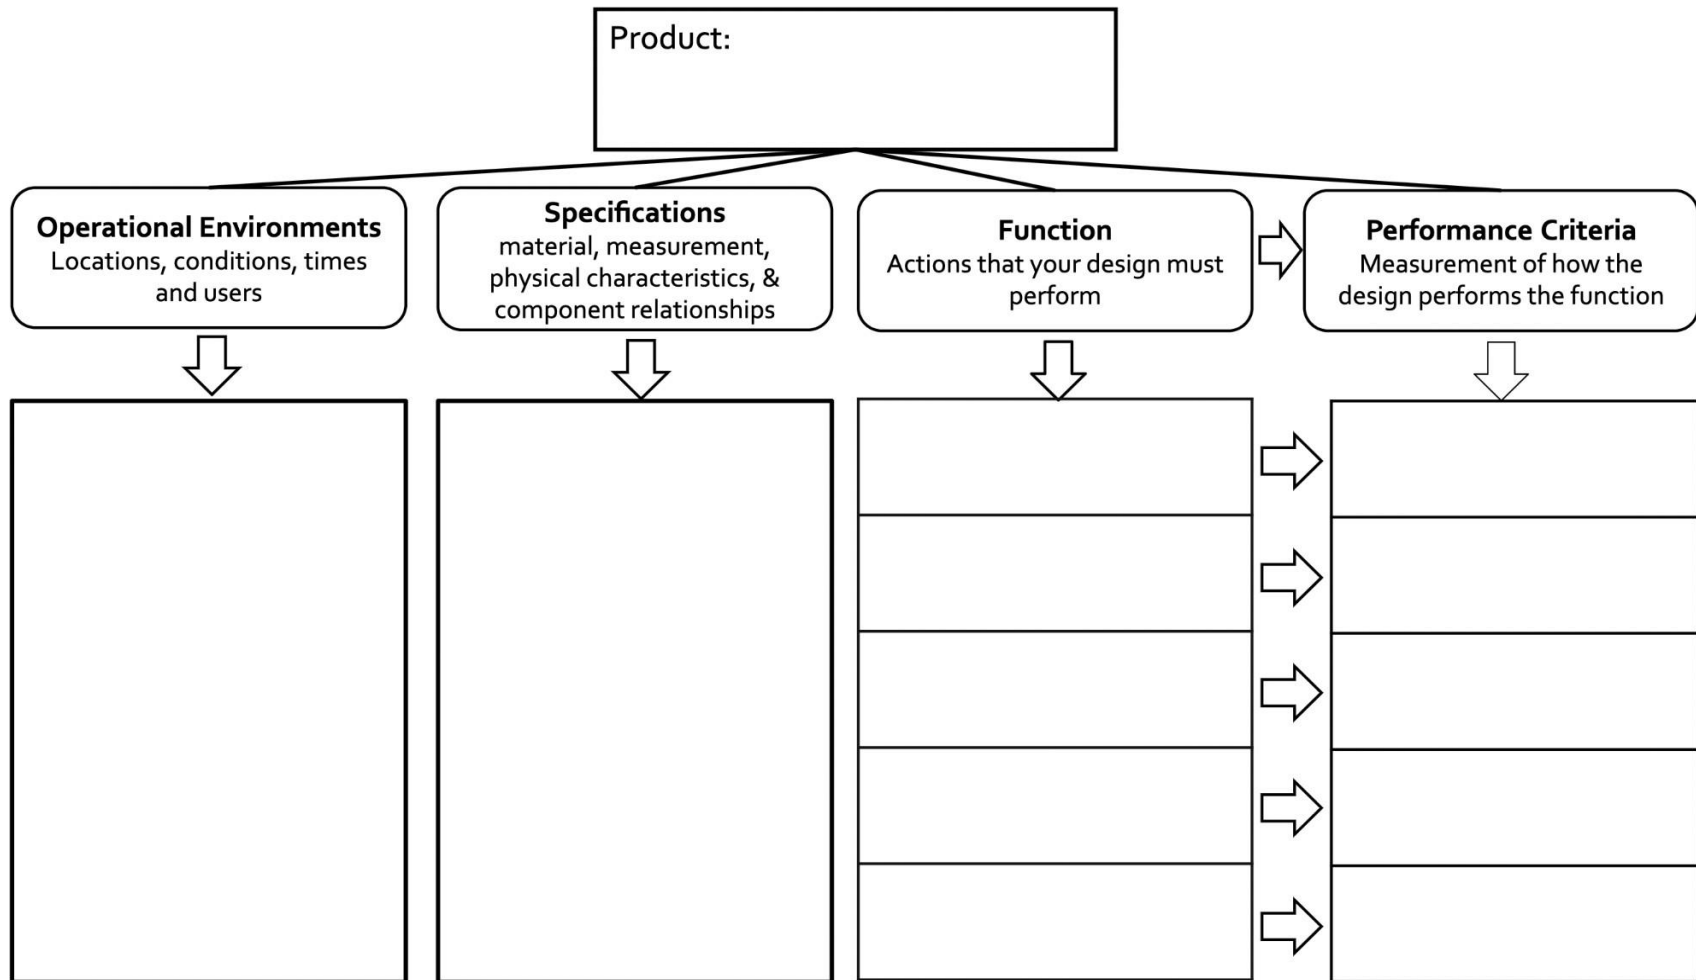 Product:
Operational Environments
Locations, conditions, times
and users
Specifications
material, measurement,
physical characteristics, &
component relationships
Function
Actions that your design must
perform
Performance Criteria
Measurement of how the
design performs the function